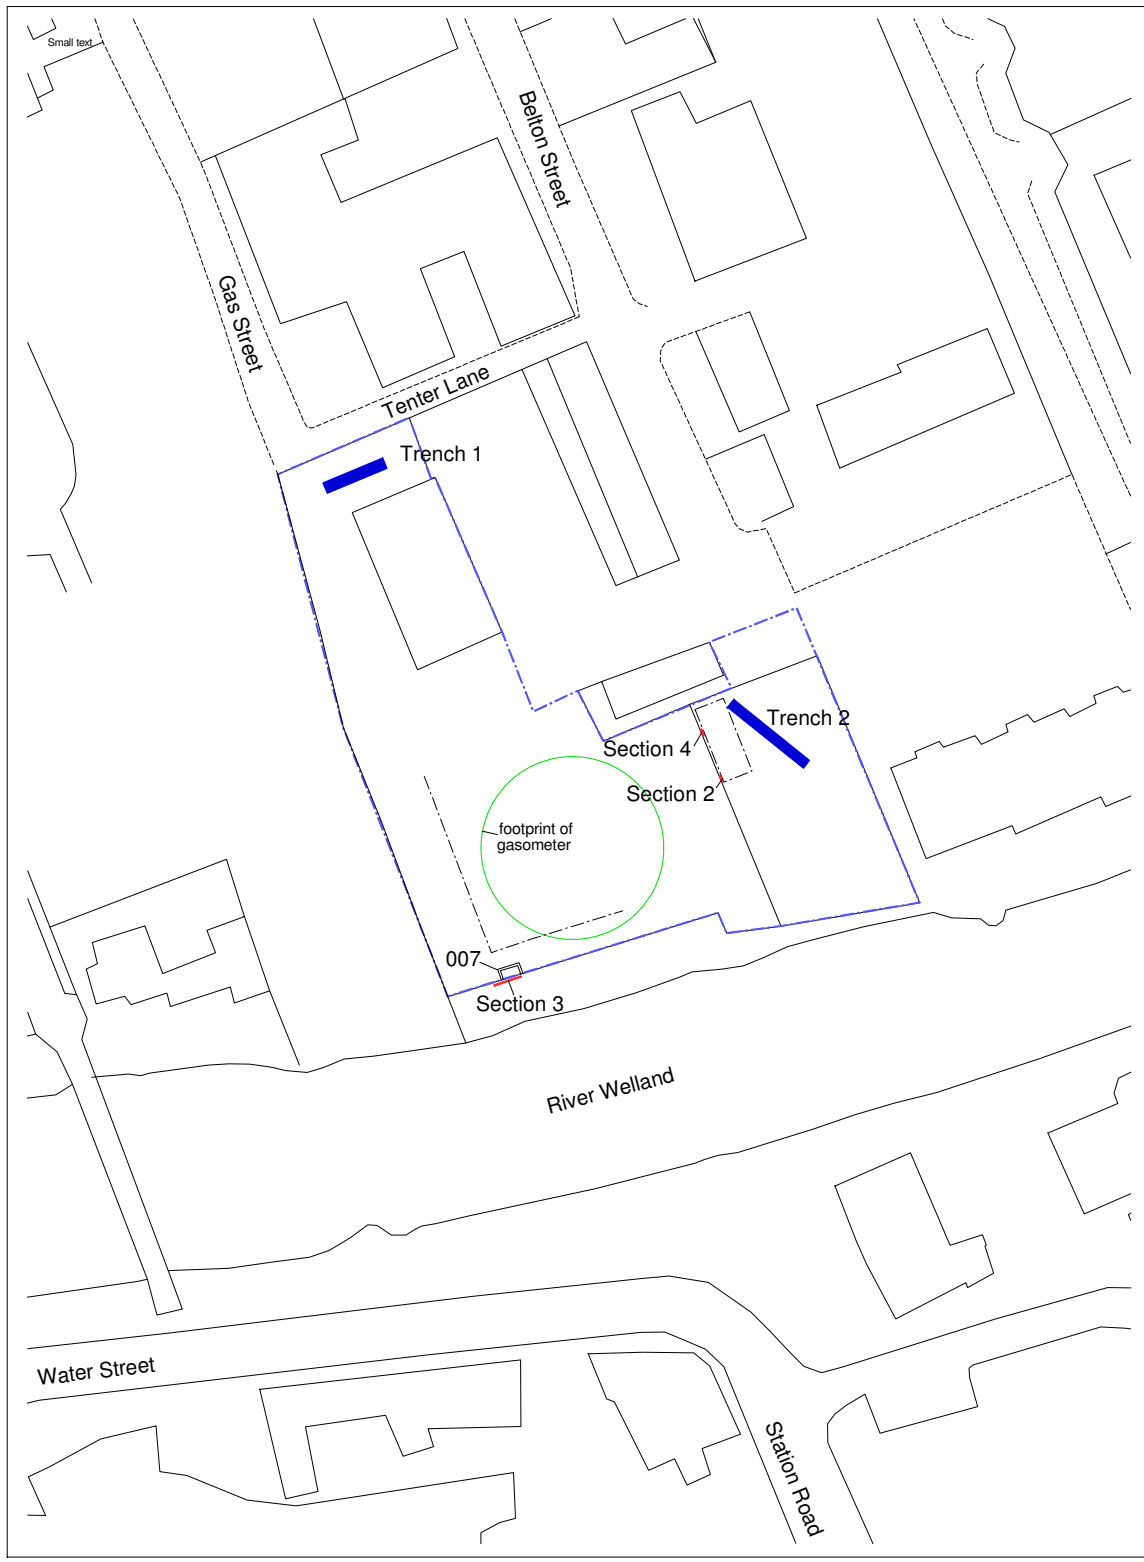 Small text
Belton Street
Gas Street
Tenter Lane
Trench 1
Trench 2
Section 4
Section 2
footprint of
gasometer
007
Section 3
River Welland
Water Street
Station Road